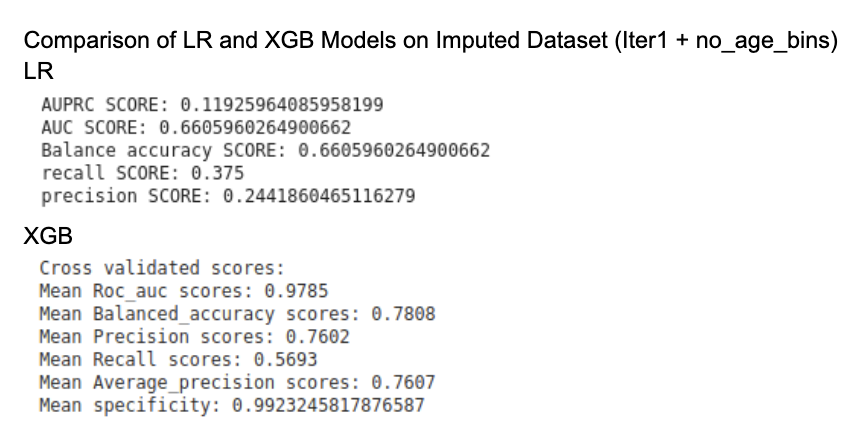 Comparison of LR and XGB Models on Imputed Dataset (Iter1 + no_age_bins)
LR
AUPRC SCORE: 0.11925964085958199
AUC SCORE: 0.6605960264900662
Balance accuracy SCORE: 0.6605960264900662
recall SCORE: 0.375
precision SCORE: 0.2441860465116279
XGB
Cross validated scores:
Mean Roc_auc scores: 0.9785
Mean Balanced_accuracy scores: 0.7808
Mean Precision scores: 0.7602
Mean Recall scores: 0.5693
Mean Average_precision scores: 0.7607
Mean specificity: 0.9923245817876587